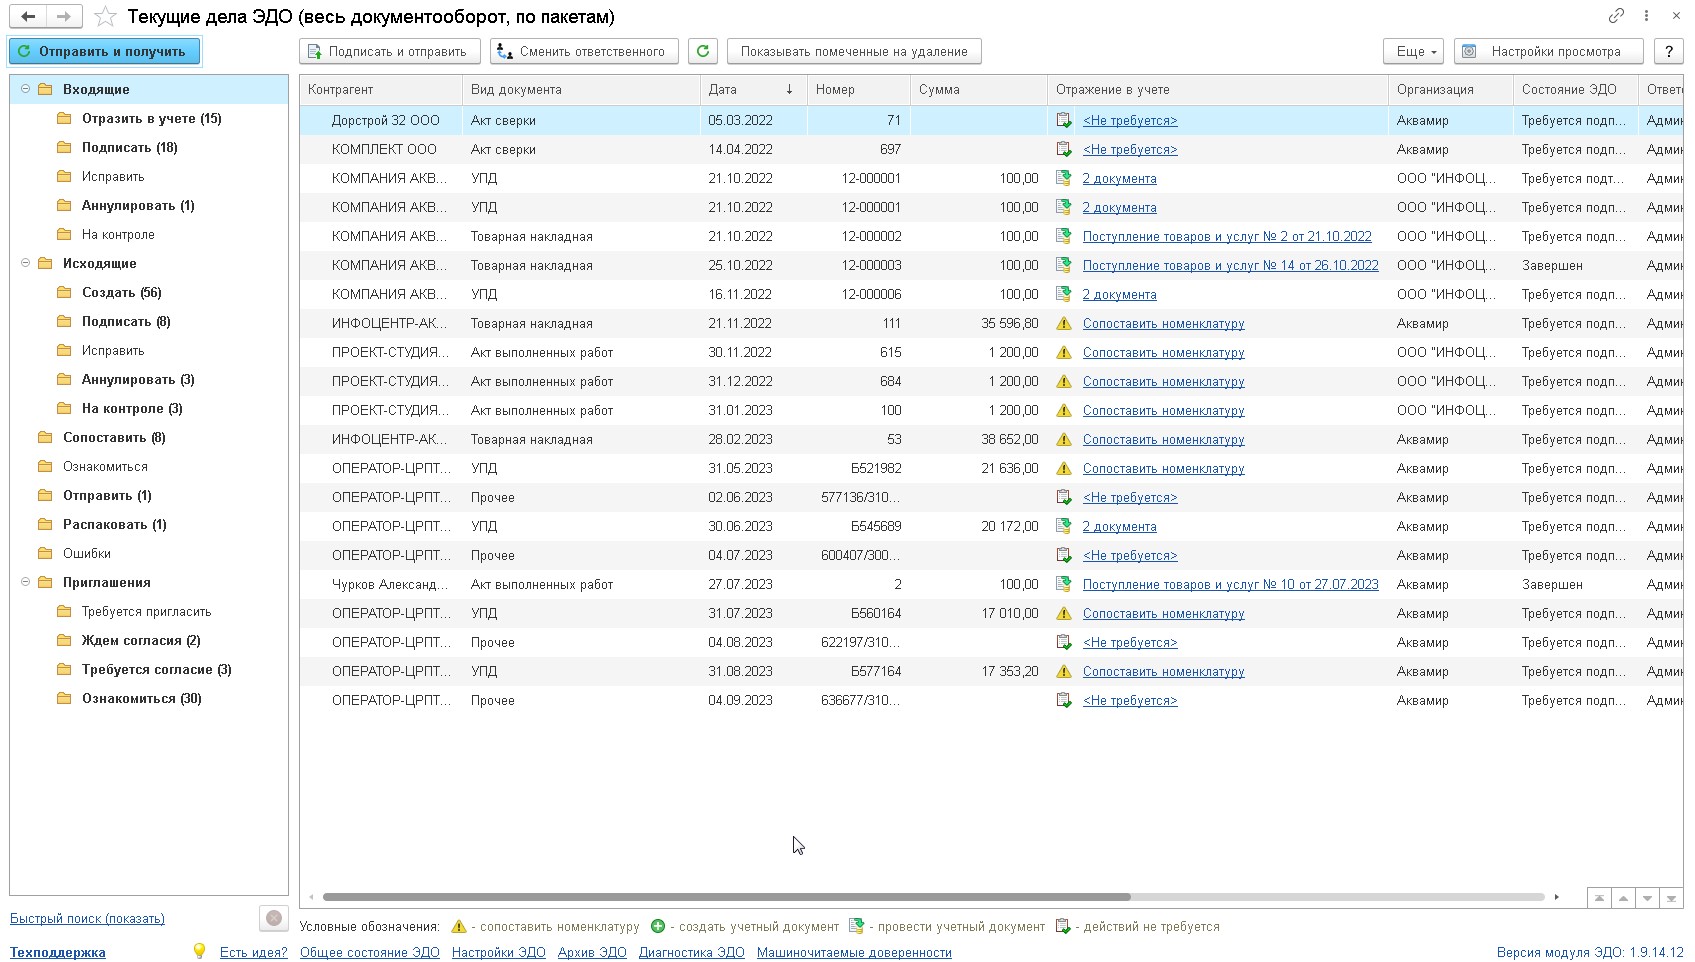 Текущие дела ЭДО (весь документооборот, по пакетам)
Отправить и получить
Подписать и отправить Сменить ответственного Показывать помеченные на удаление Еще Настройки просмотра ?
Входящие
Отразить в учете (15)
Подписать (18)
Исправить
Аннулировать (1)
На контроле
Исходящие
Создать (56)
Подписать (8)
Исправить
Аннулировать (3)
На контроле (3)
Сопоставить (8)
Ознакомиться
Отправить (1)
Распаковать (1)
Ошибки
Приглашения
Требуется пригласить
Ждем согласия (2)
Требуется согласие (3)
Ознакомиться (30)
Контрагент Вид документа Дата ↓ Номер Сумма Отражение в учете Организация Состояние ЭДО Ответс
Дорстрой 32 ООО Акт сверки 05.03.2022 71 <Не требуется> Аквамир Требуется подп... Админ
КОМПЛЕКТ ООО Акт сверки 14.04.2022 697 <Не требуется> Аквамир Требуется подп... Админ
КОМПАНИЯ АКВ... УПД 21.10.2022 12-000001 100,00 2 документа ООО "ИНФОЦ... Требуется подт... Админ
КОМПАНИЯ АКВ... УПД 21.10.2022 12-000001 100,00 2 документа ООО "ИНФОЦ... Требуется подп... Админ
КОМПАНИЯ АКВ... Товарная накладная 21.10.2022 12-000002 100,00 Поступление товаров и услуг № 2 от 21.10.2022 ООО "ИНФОЦ... Требуется подп... Админ
КОМПАНИЯ АКВ... Товарная накладная 25.10.2022 12-000003 100,00 Поступление товаров и услуг № 14 от 26.10.2022 ООО "ИНФОЦ... Завершен Админ
КОМПАНИЯ АКВ... УПД 16.11.2022 12-000006 100,00 2 документа ООО "ИНФОЦ... Требуется подп... Админ
ИНФОЦЕНТР-АК... Товарная накладная 21.11.2022 111 35 596,80 Сопоставить номенклатуру Аквамир Требуется подп... Админ
ПРОЕКТ-СТУДИЯ... Акт выполненных работ 30.11.2022 615 1 200,00 Сопоставить номенклатуру ООО "ИНФОЦ... Требуется подп... Админ
ПРОЕКТ-СТУДИЯ... Акт выполненных работ 31.12.2022 684 1 200,00 Сопоставить номенклатуру ООО "ИНФОЦ... Требуется подп... Админ
ПРОЕКТ-СТУДИЯ... Акт выполненных работ 31.01.2023 100 1 200,00 Сопоставить номенклатуру ООО "ИНФОЦ... Требуется подп... Админ
ИНФОЦЕНТР-АК... Товарная накладная 28.02.2023 53 38 652,00 Сопоставить номенклатуру Аквамир Требуется подп... Админ
ОПЕРАТОР-ЦРПТ... УПД 31.05.2023 Б521982 21 636,00 Сопоставить номенклатуру Аквамир Требуется подп... Админ
ОПЕРАТОР-ЦРПТ... Прочее 02.06.2023 577136/310... <Не требуется> Аквамир Требуется подп... Админ
ОПЕРАТОР-ЦРПТ... УПД 30.06.2023 Б545689 20 172,00 2 документа Аквамир Требуется подп... Админ
ОПЕРАТОР-ЦРПТ... Прочее 04.07.2023 600407/300... <Не требуется> Аквамир Требуется подп... Админ
Чурков Александ... Акт выполненных работ 27.07.2023 2 100,00 Поступление товаров и услуг № 10 от 27.07.2023 Аквамир Завершен Админ
ОПЕРАТОР-ЦРПТ... УПД 31.07.2023 Б560164 17 010,00 Сопоставить номенклатуру Аквамир Требуется подп... Админ
ОПЕРАТОР-ЦРПТ... Прочее 04.08.2023 622197/310... <Не требуется> Аквамир Требуется подп... Админ
ОПЕРАТОР-ЦРПТ... УПД 31.08.2023 Б577164 17 353,20 Сопоставить номенклатуру Аквамир Требуется подп... Админ
ОПЕРАТОР-ЦРПТ... Прочее 04.09.2023 636677/310... <Не требуется> Аквамир Требуется подп... Админ
Быстрый поиск (показать)
Условные обозначения: - сопоставить номенклатуру - создать учетный документ - провести учетный документ - действий не требуется
Техподдержка Есть идея? Общее состояние ЭДО Настройки ЭДО Архив ЭДО Диагностика ЭДО Машиночитаемые доверенности Версия модуля ЭДО: 1.9.14.12